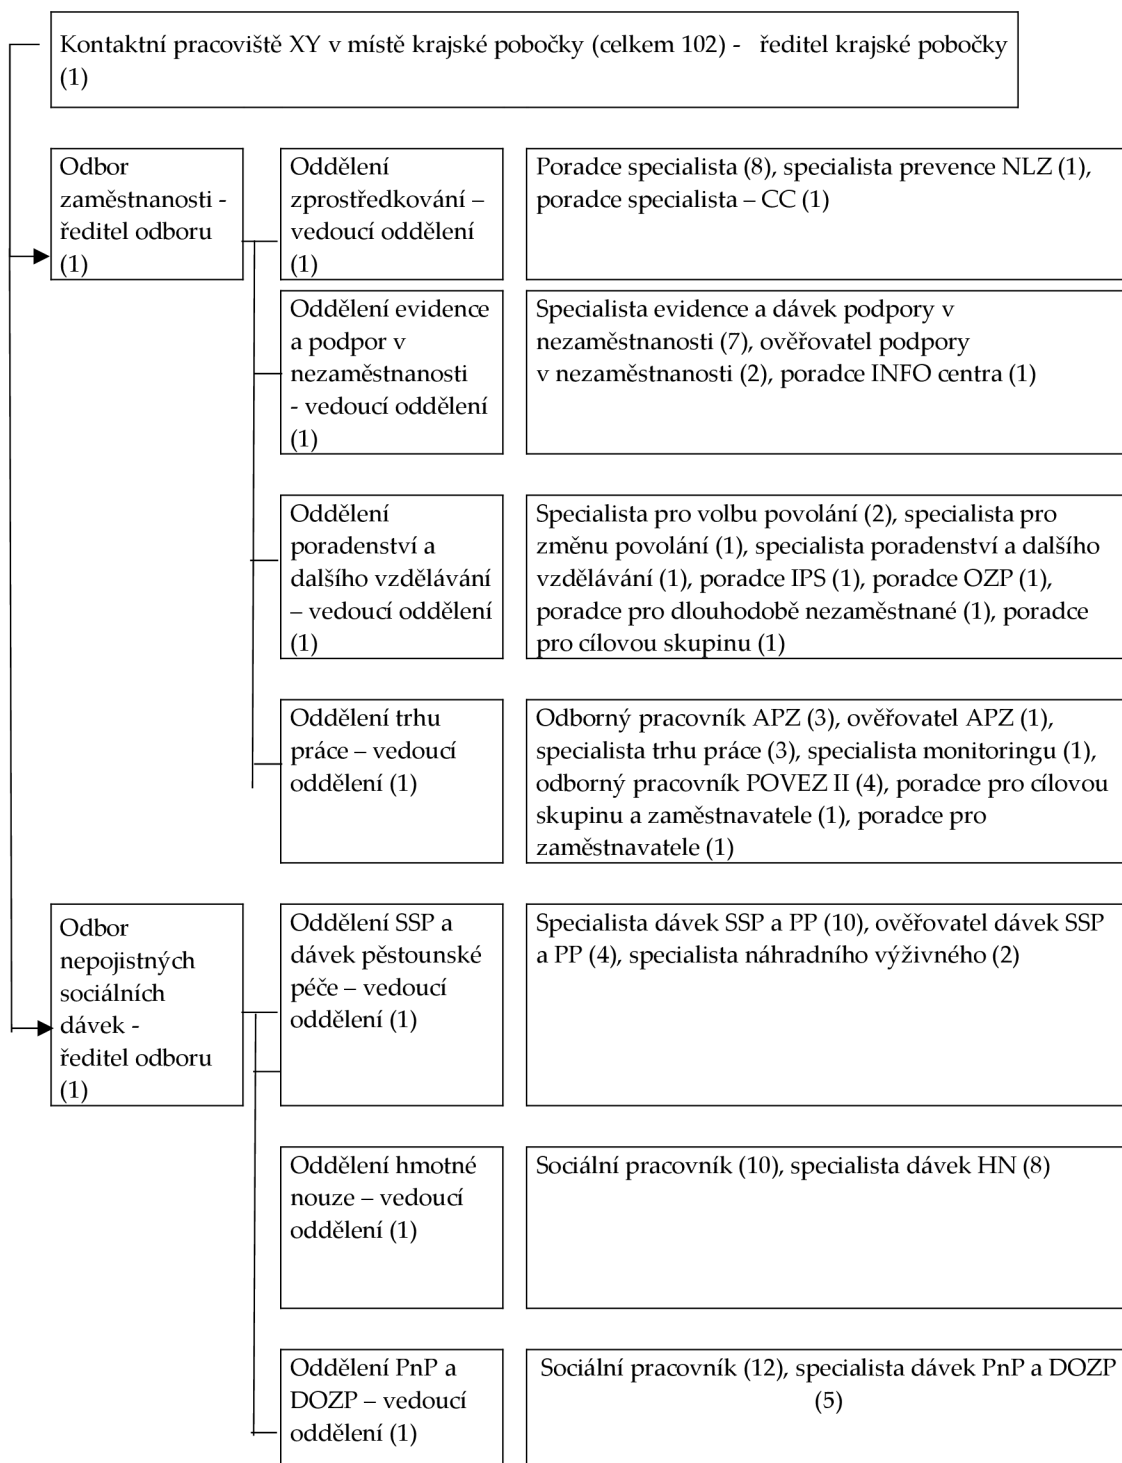 Kontaktní pracoviště XY v místě krajské pobočky (celkem 102) - ředitel krajské pobočky
(1)
Odbor
zaměstnanosti -
ředitel odboru
(1)
Oddělení
zprostředkování –
vedoucí oddělení
(1)
Poradce specialista (8), specialista prevence NLZ (1),
poradce specialista – CC (1)
Oddělení evidence
a podpor v
nezaměstnanosti
- vedoucí oddělení
(1)
Specialista evidence a dávek podpory v
nezaměstnanosti (7), ověřovatel podpory
v nezaměstnanosti (2), poradce INFO centra (1)
Oddělení
poradenství a
dalšího vzdělávání
– vedoucí oddělení
(1)
Specialista pro volbu povolání (2), specialista pro
změnu povolání (1), specialista poradenství a dalšího
vzdělávání (1), poradce IPS (1), poradce OZP (1),
poradce pro dlouhodobě nezaměstnané (1), poradce
pro cílovou skupinu (1)
Oddělení trhu
práce – vedoucí
oddělení (1)
Odborný pracovník APZ (3), ověřovatel APZ (1),
specialista trhu práce (3), specialista monitoringu (1),
odborný pracovník POVEZ II (4), poradce pro cílovou
skupinu a zaměstnavatele (1), poradce pro
zaměstnavatele (1)
Odbor
nepojistných
sociálních
dávek -
ředitel odboru
(1)
Oddělení SSP a
dávek pěstounské
péče – vedoucí
oddělení (1)
Specialista dávek SSP a PP (10), ověřovatel dávek SSP
a PP (4), specialista náhradního výživného (2)
Oddělení hmotné
nouze – vedoucí
oddělení (1)
Sociální pracovník (10), specialista dávek HN (8)
Oddělení PnP a
DOZP – vedoucí
oddělení (1)
Sociální pracovník (12), specialista dávek PnP a DOZP
(5)